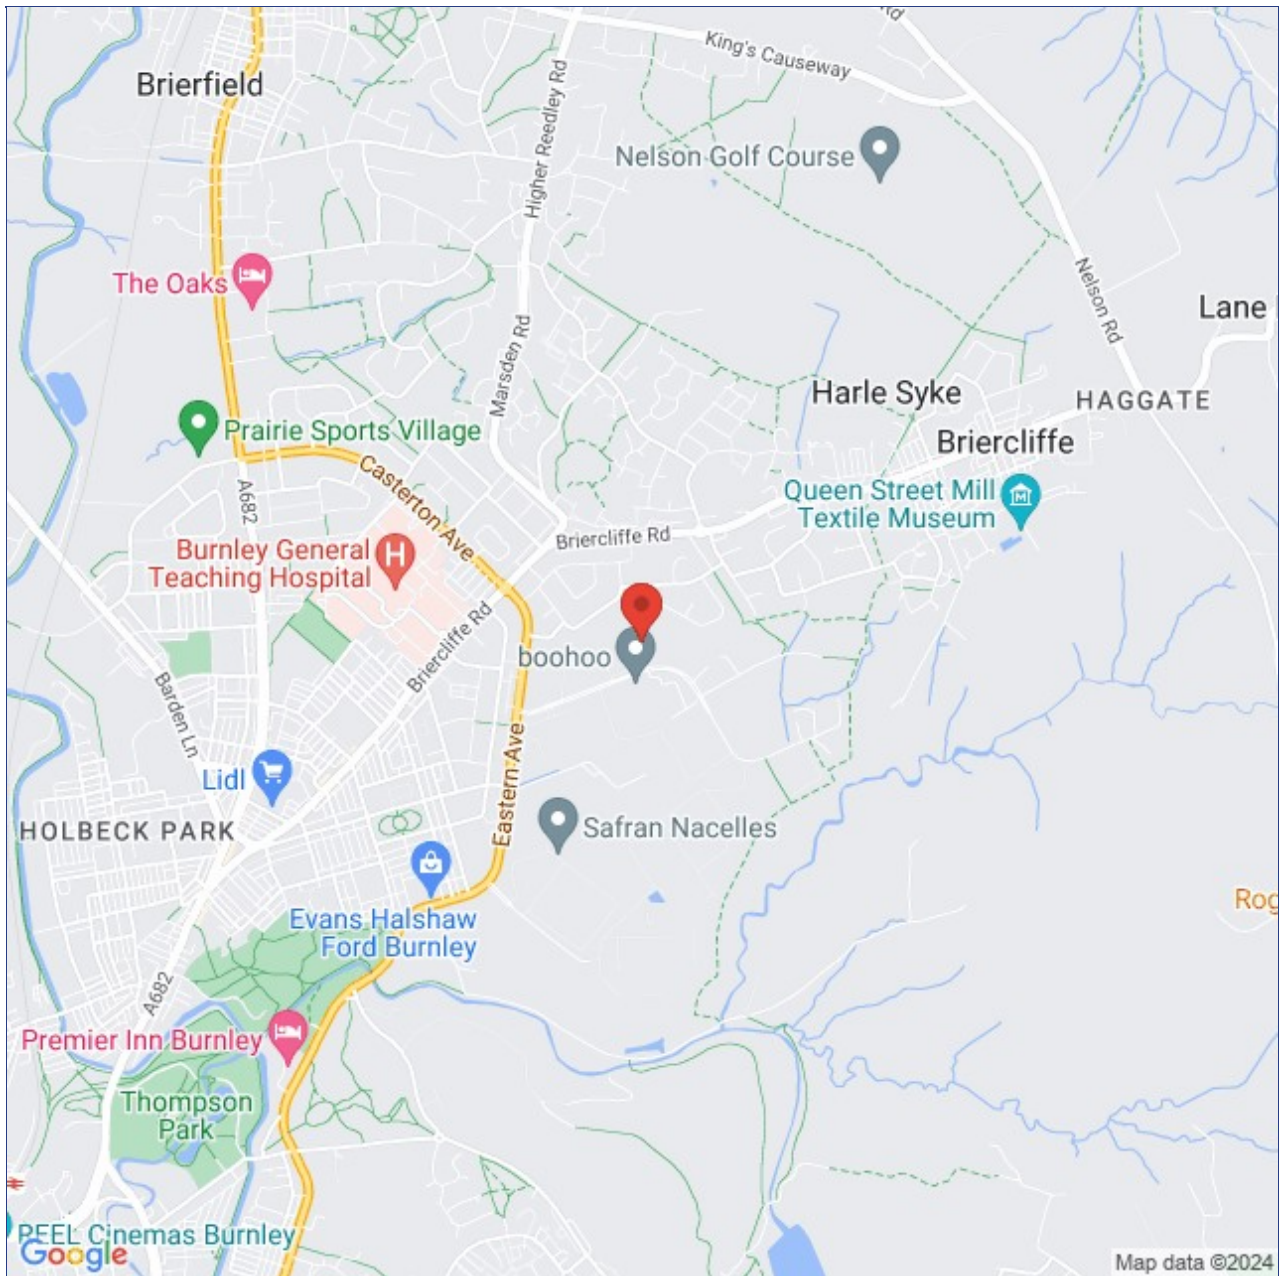 Rd
King's Causeway
Brierfield
Higher Reedley Rd
Nelson Golf Course
The Oaks
Nelson Rd
Lane
Marsden Rd
Harle Syke
HAGGATE
Prairie Sports Village
Briercliffe
Casterton Ave
A682
Queen Street Mill
Textile Museum
Briercliffe Rd
Burnley General
Teaching Hospital
H
M
Briercliffe Rd
boohoo
Barden Ln
Eastern Ave
Lidl
HOLBECK PARK
Safran Nacelles
Evans Halshaw
Ford Burnley
Rog
A682
Premier Inn Burnley
Thompson
Park
REEL Cinemas Burnley
Google
Map data ©2024